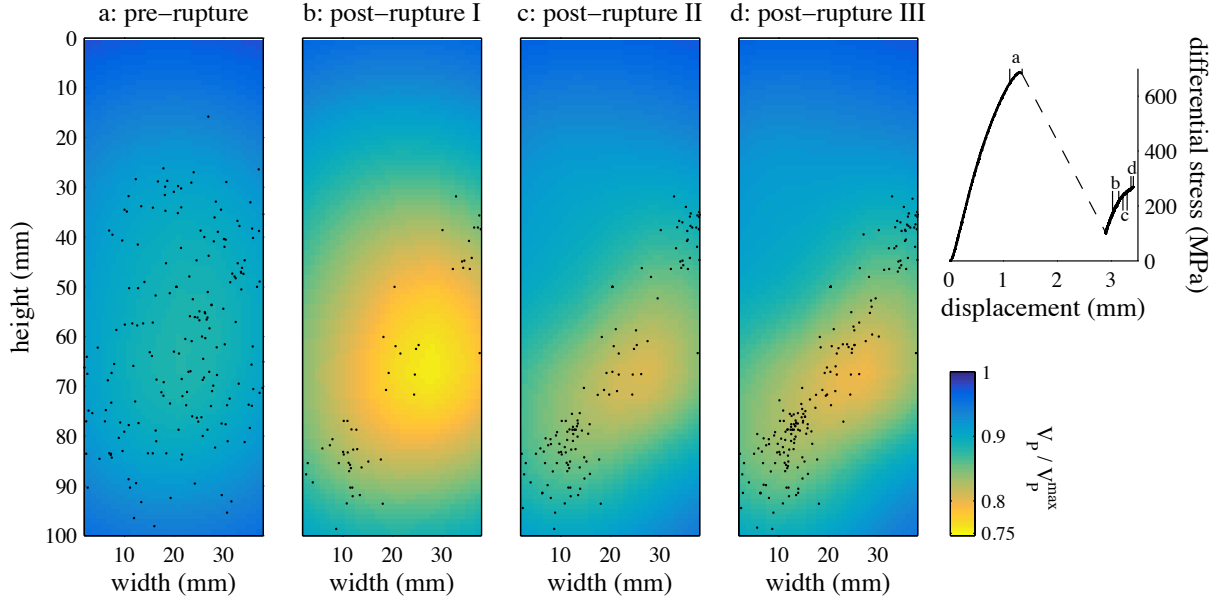 a: pre−rupture
b: post−rupture I
c: post−rupture II
d: post−rupture III
0
10
20
30
40
50
60
70
80
90
100
height (mm)
10 20 30
width (mm)
10 20 30
width (mm)
10 20 30
width (mm)
10 20 30
width (mm)
a
b
c
d
600
400
200
0
differential stress (MPa)
0 1 2 3
displacement (mm)
1
0.9
0.8
0.75
V_P / V_P^max